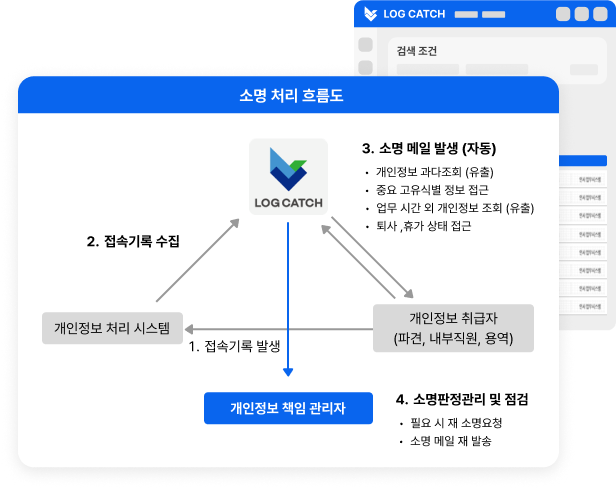 LOG CATCH
검색 조건
소명 처리 흐름도
LOG CATCH
3. 소명 메일 발생 (자동)
• 개인정보 과다조회 (유출)
• 중요 고유식별 정보 접근
• 업무 시간 외 개인정보 조회 (유출)
• 퇴사 ,휴가 상태 접근
2. 접속기록 수집
개인정보 처리 시스템
개인정보 취급자
(파견, 내부직원, 용역)
1. 접속기록 발생
개인정보 책임 관리자
4. 소명판정관리 및 점검
• 필요 시 재 소명요청
• 소명 메일 재 발송